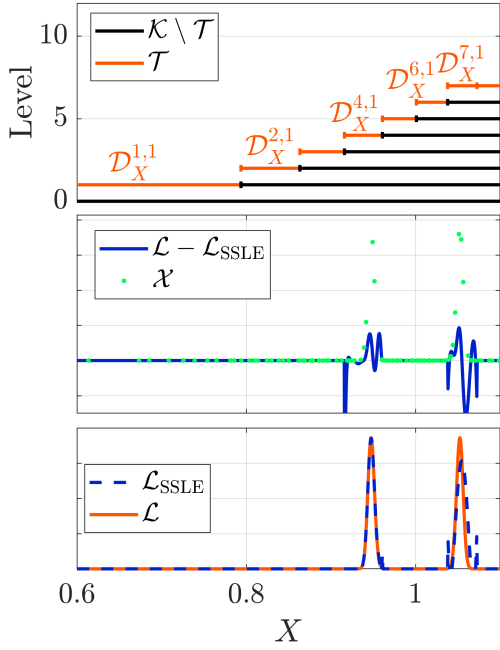 10
5
0
Level
𝒦 \ 𝒯
𝒯
𝒟_X^{1,1}
𝒟_X^{2,1}
𝒟_X^{4,1}
𝒟_X^{6,1}
𝒟_X^{7,1}
ℒ − ℒ_SSLE
𝒳
ℒ_SSLE
ℒ
0.6 0.8 1
X